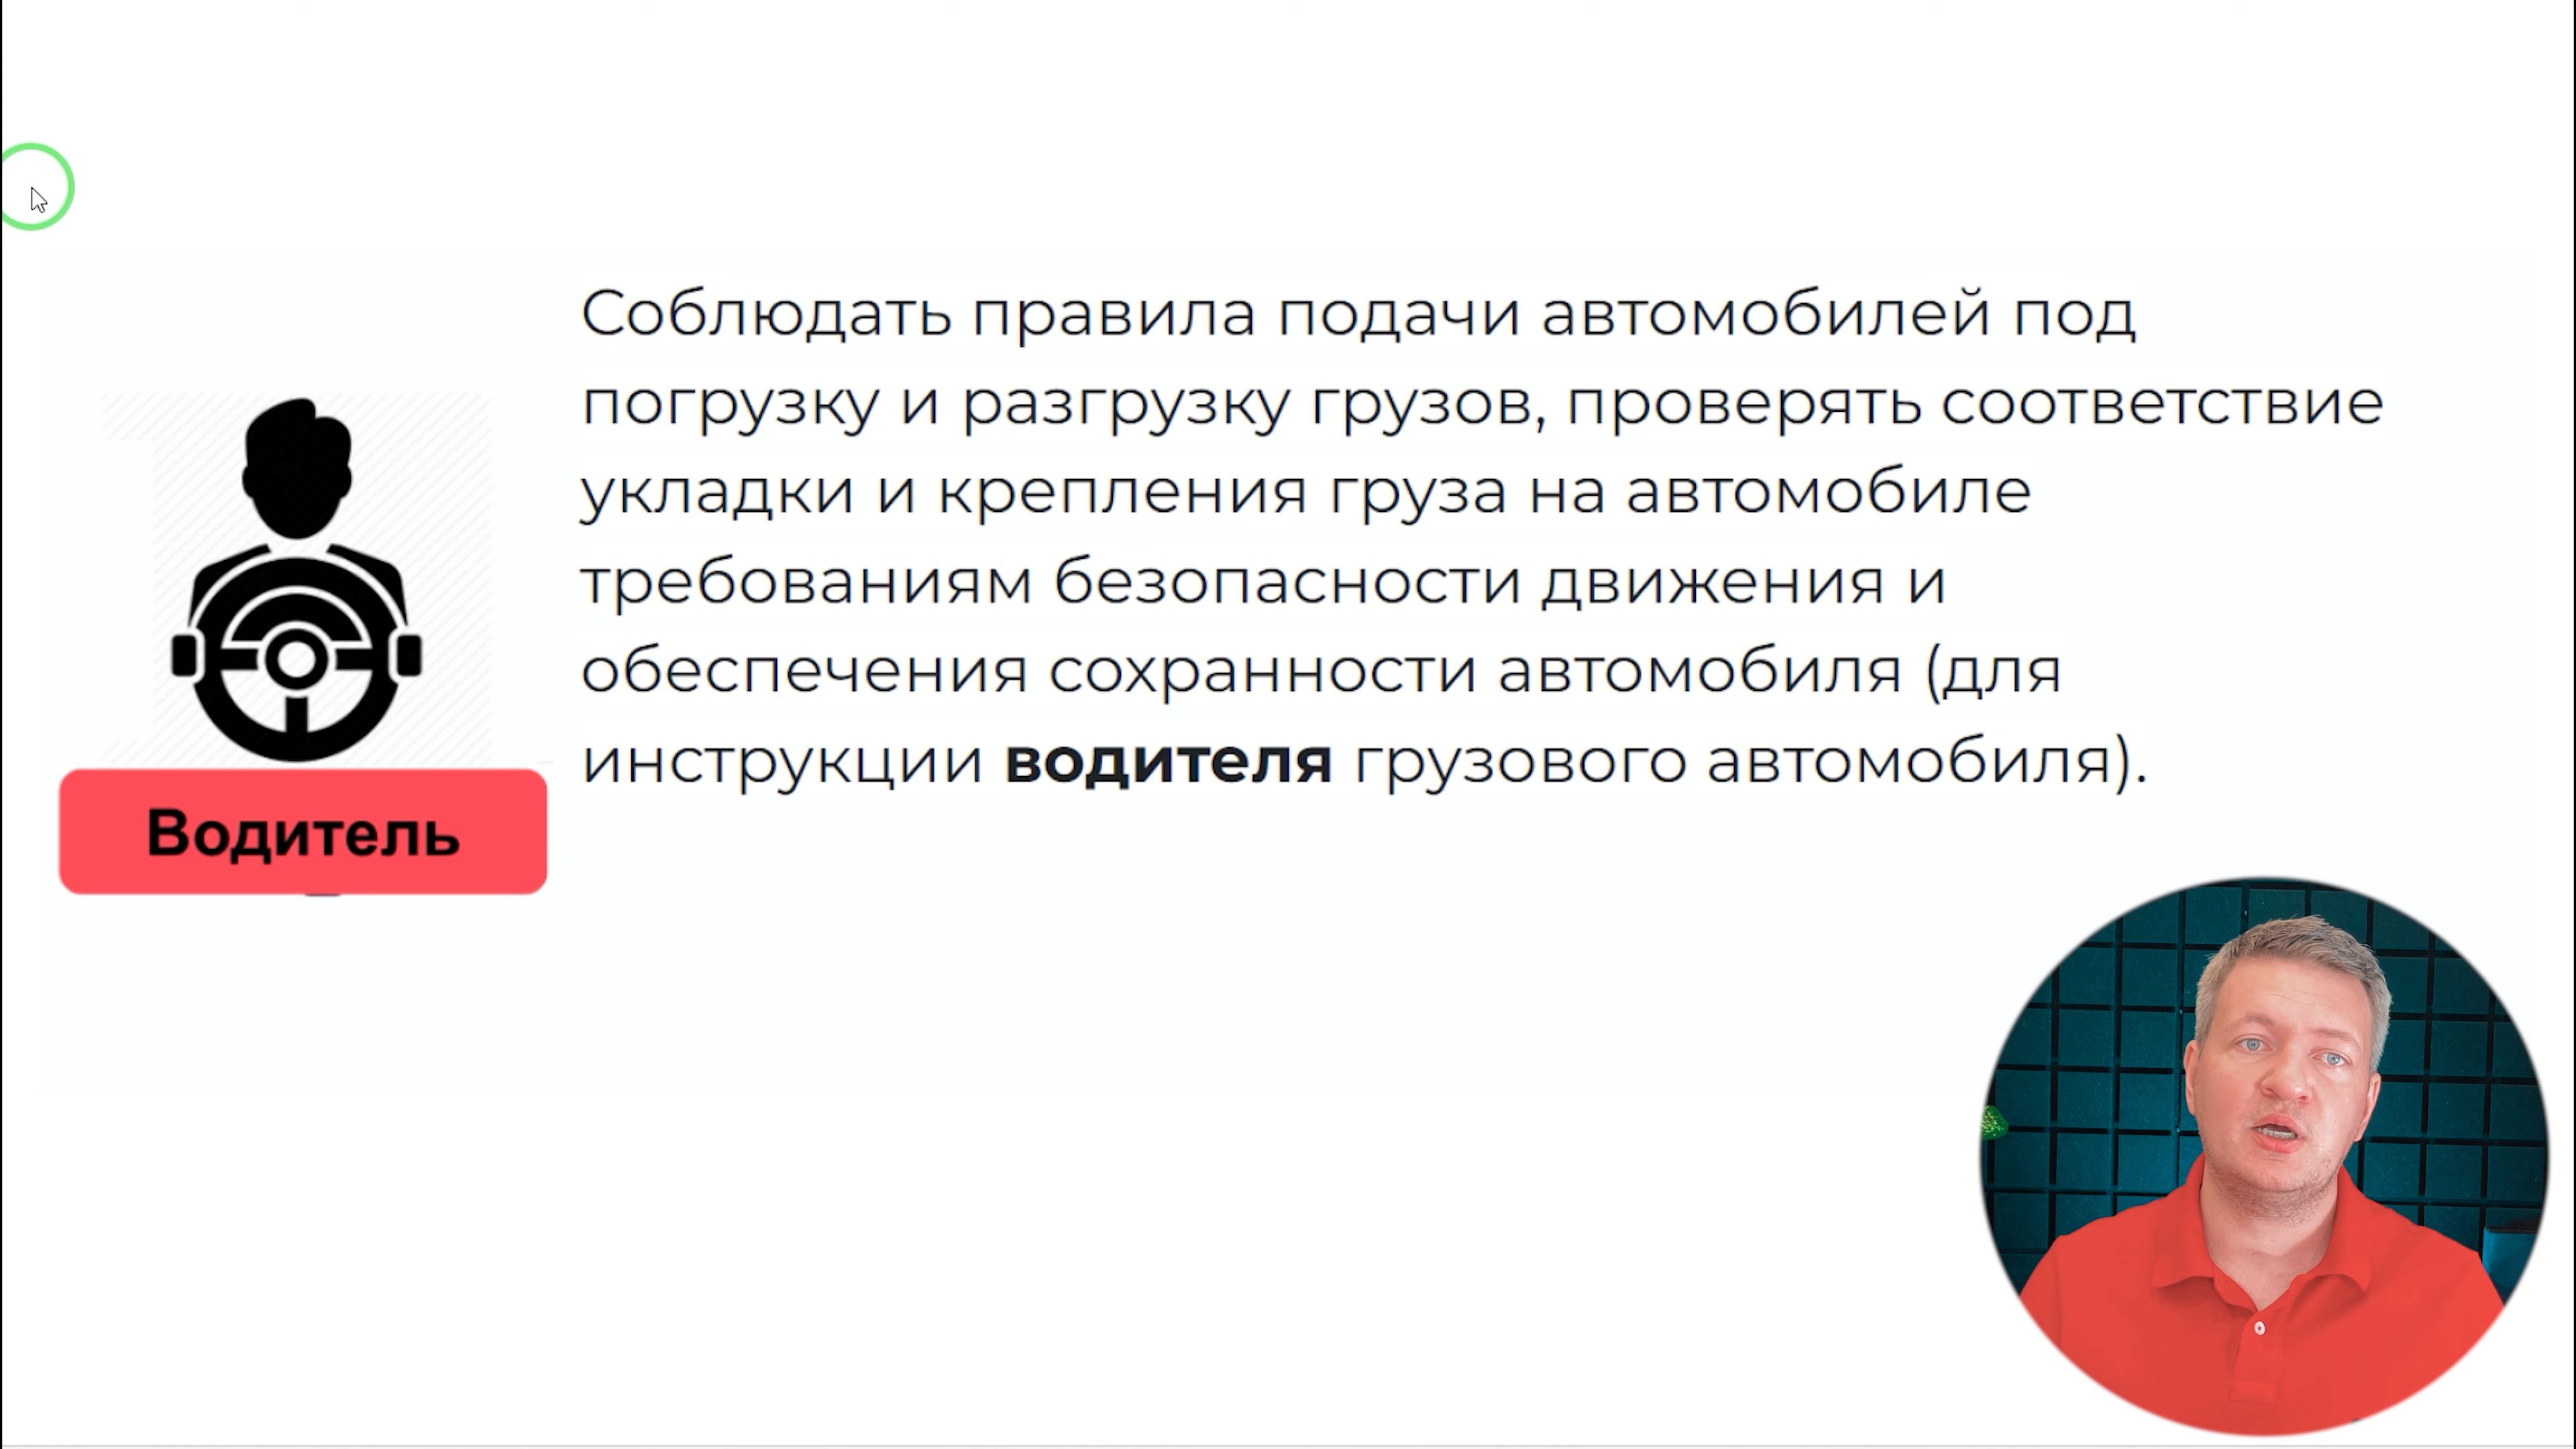 Соблюдать правила подачи автомобилей под
погрузку и разгрузку грузов, проверять соответствие
укладки и крепления груза на автомобиле
требованиям безопасности движения и
обеспечения сохранности автомобиля (для
инструкции водителя грузового автомобиля).
Водитель